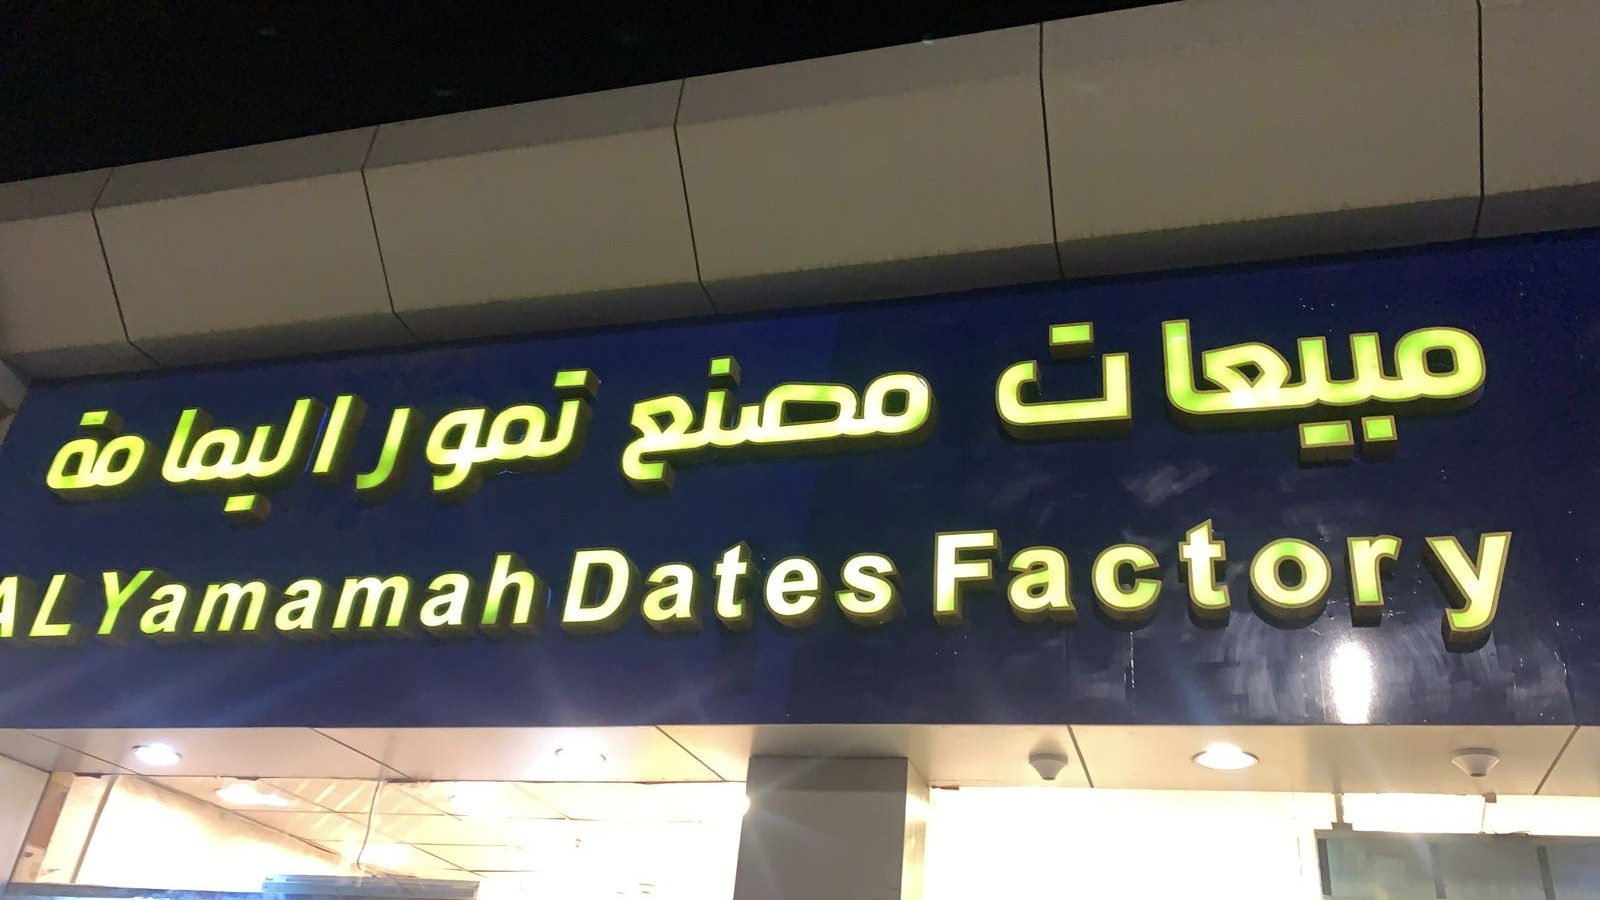 مبيعات مصنع تمور اليمامة
AL Yamamah Dates Factory